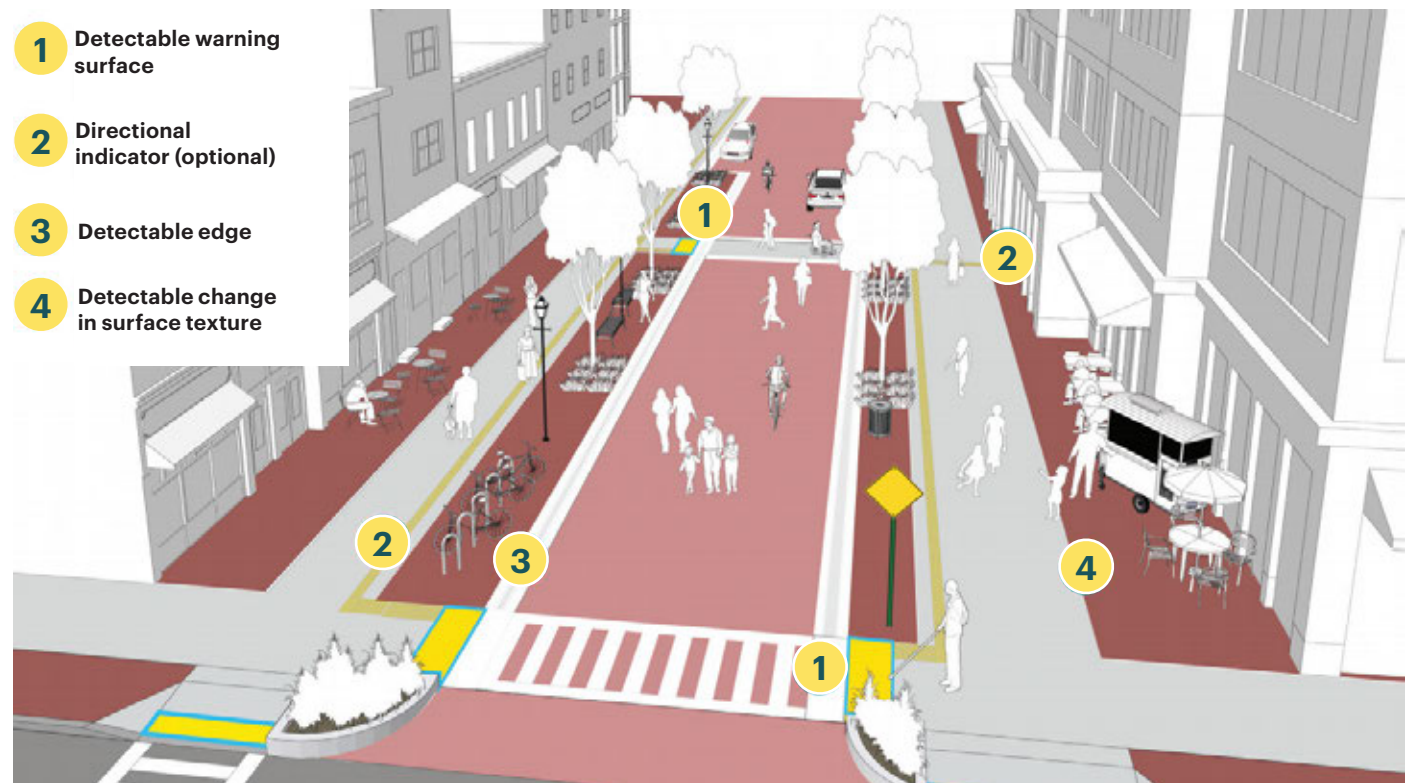 1 Detectable warning
surface
2 Directional
indicator (optional)
3 Detectable edge
4 Detectable change
in surface texture
1
2
2
3
4
1